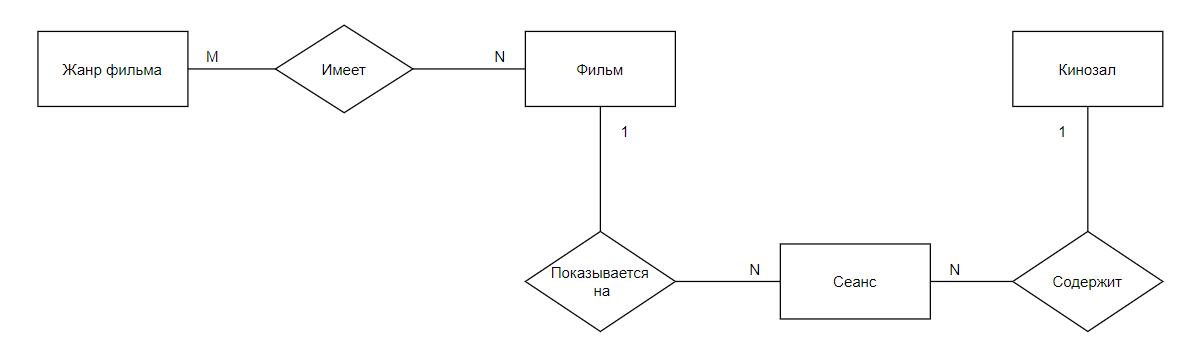 Жанр фильма
M
Имеет
N
Фильм
Кинозал
1
1
Показывается
на
N
Сеанс
N
Содержит